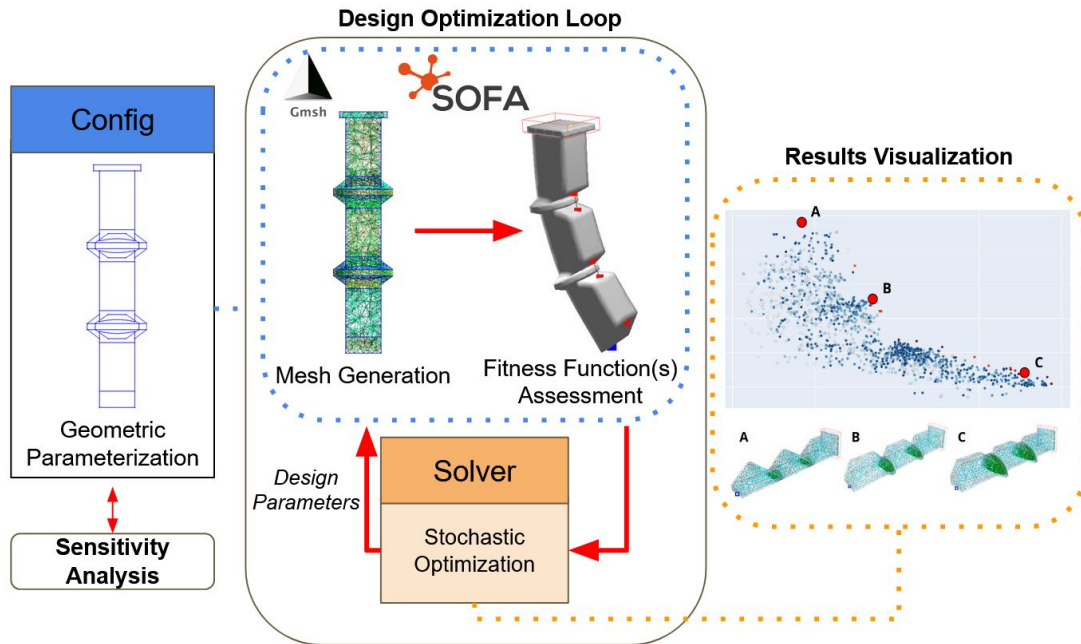 Design Optimization Loop
Config
Geometric
Parameterization
Sensitivity
Analysis
Gmsh
SOFA
Mesh Generation
Fitness Function(s)
Assessment
Design
Parameters
Solver
Stochastic
Optimization
Results Visualization
A
B
C
A
B
C